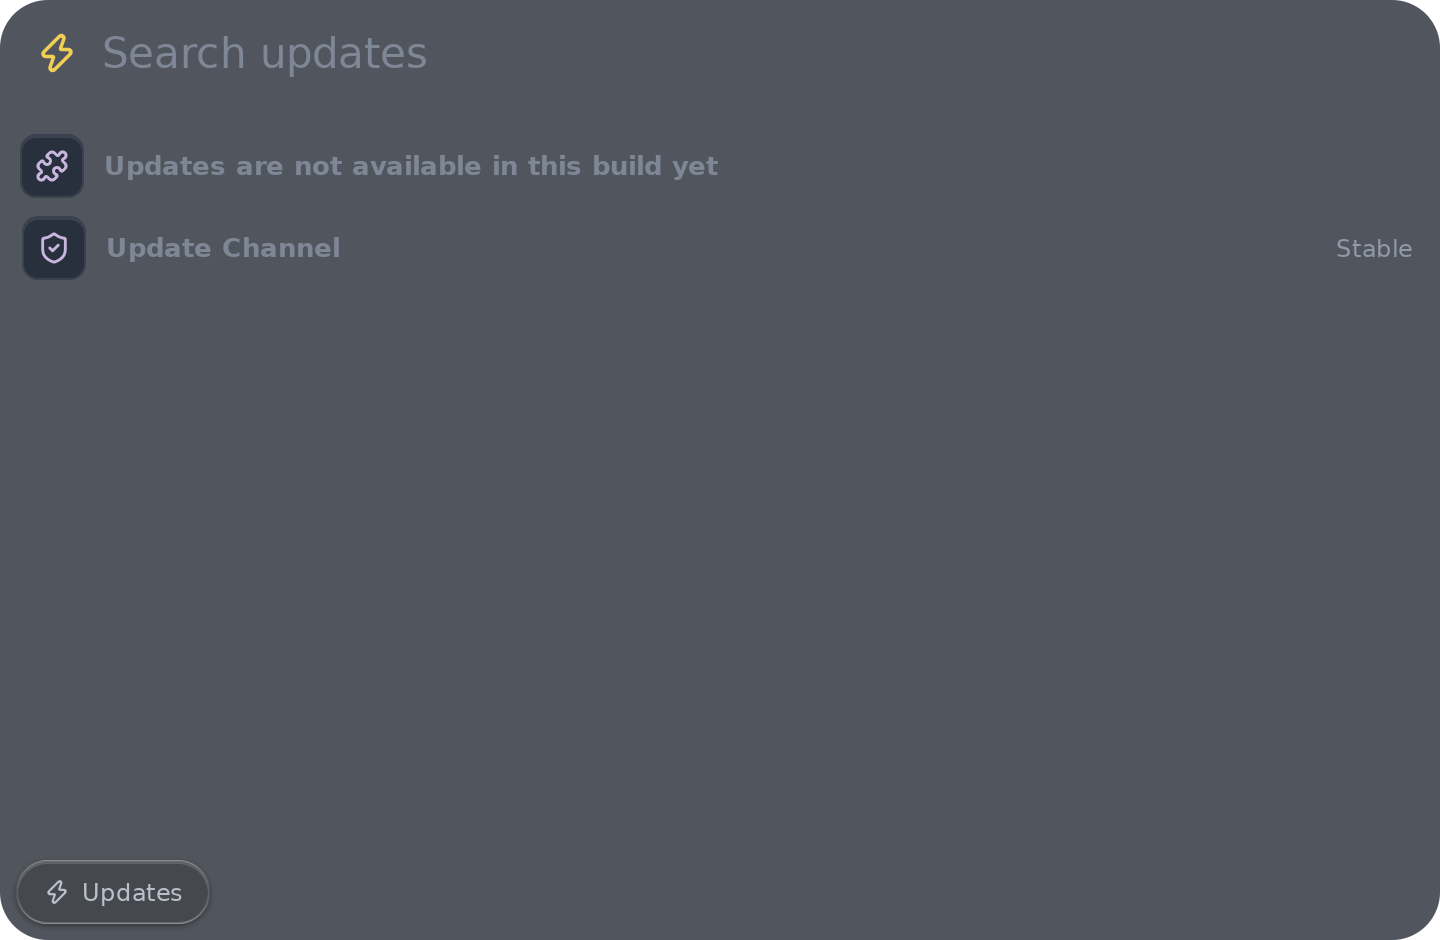 Search updates
Updates are not available in this build yet
Update Channel
Stable
Updates